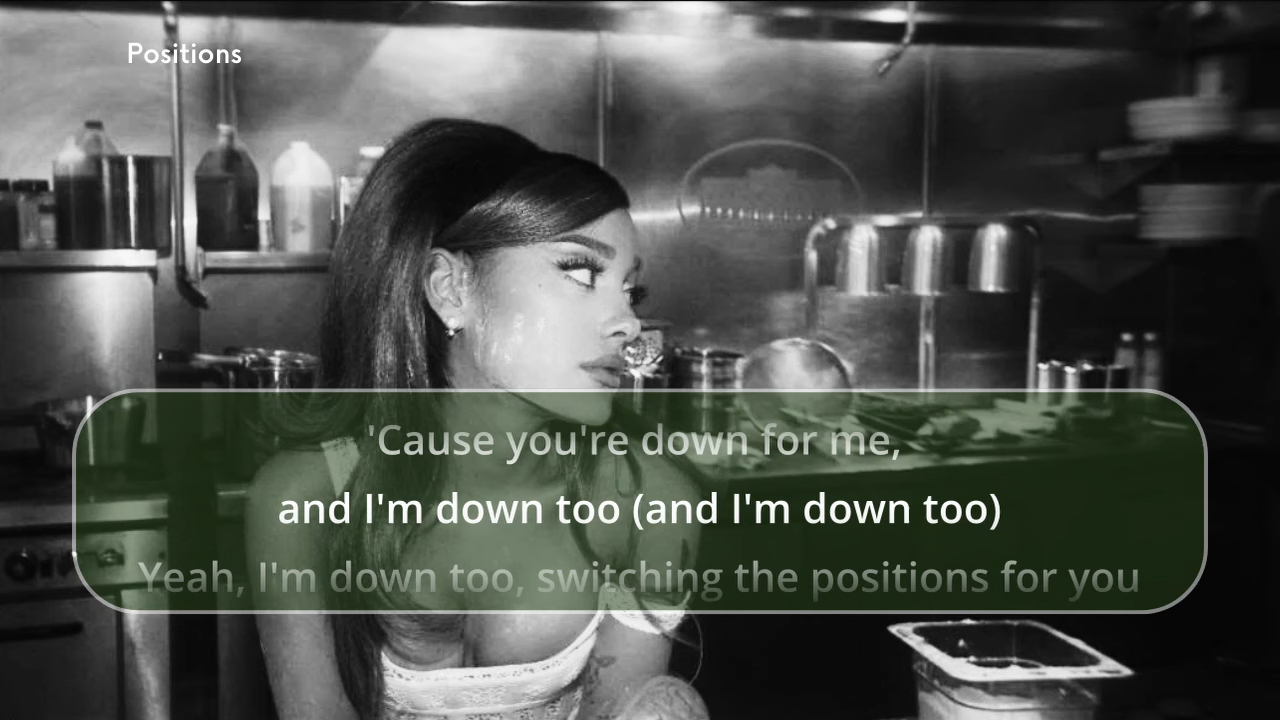 Positions
'Cause you're down for me,
and I'm down too (and I'm down too)
Yeah, I'm down too, switching the positions for you